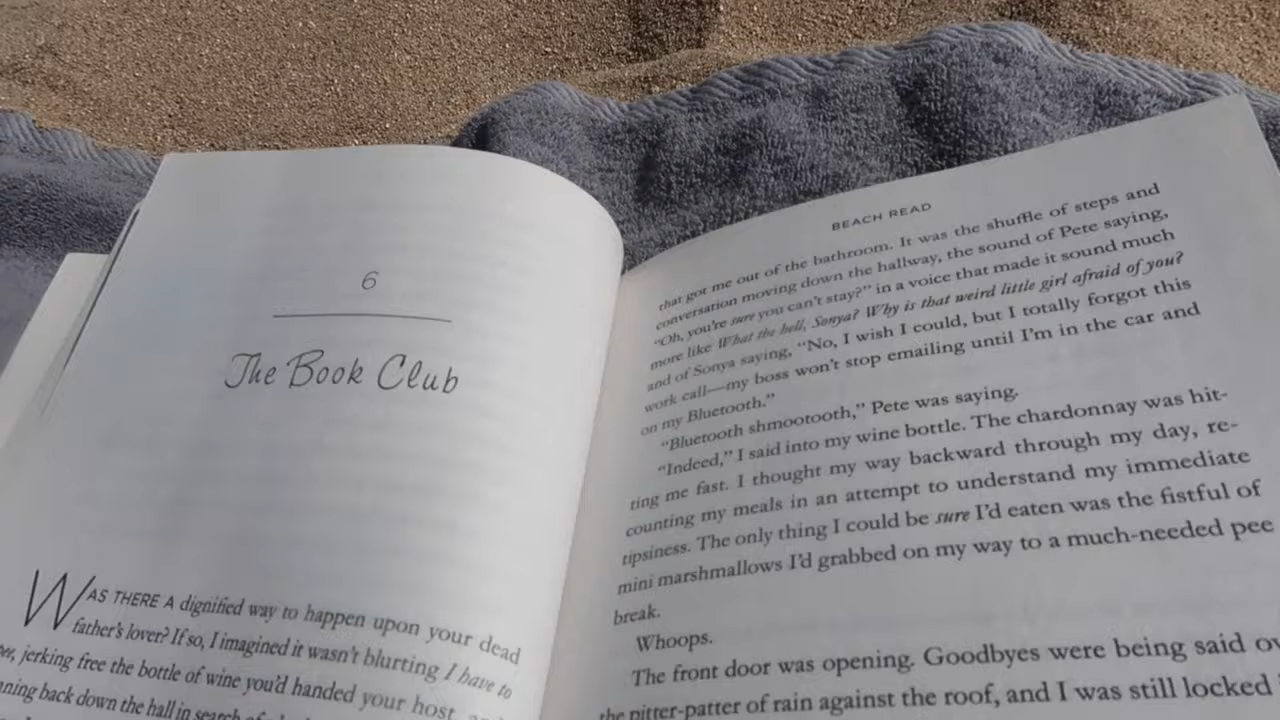 6
The Book Club
WAS THERE A dignified way to happen upon your dead
father's lover? If so, I imagined it wasn't blurting I have to
jerking free the bottle of wine you'd handed your host,
back down the hall in search of
BEACH READ
that got me out of the bathroom. It was the shuffle of steps and
conversation moving down the hallway, the sound of Pete saying,
“Oh, you're sure you can't stay?” in a voice that made it sound much
more like What the hell, Sonya? Why is that weird little girl afraid of you?
and of Sonya saying, “No, I wish I could, but I totally forgot this
work call—my boss won't stop emailing until I'm in the car and
on my Bluetooth.”
“Bluetooth shmootooth,” Pete was saying.
“Indeed,” I said into my wine bottle. The chardonnay was hit-
ting me fast. I thought my way backward through my day, re-
counting my meals in an attempt to understand my immediate
tipsiness. The only thing I could be sure I'd eaten was the fistful of
mini marshmallows I'd grabbed on my way to a much-needed pee
break.
Whoops.
The front door was opening. Goodbyes were being said
the pitter-patter of rain against the roof, and I was still locked